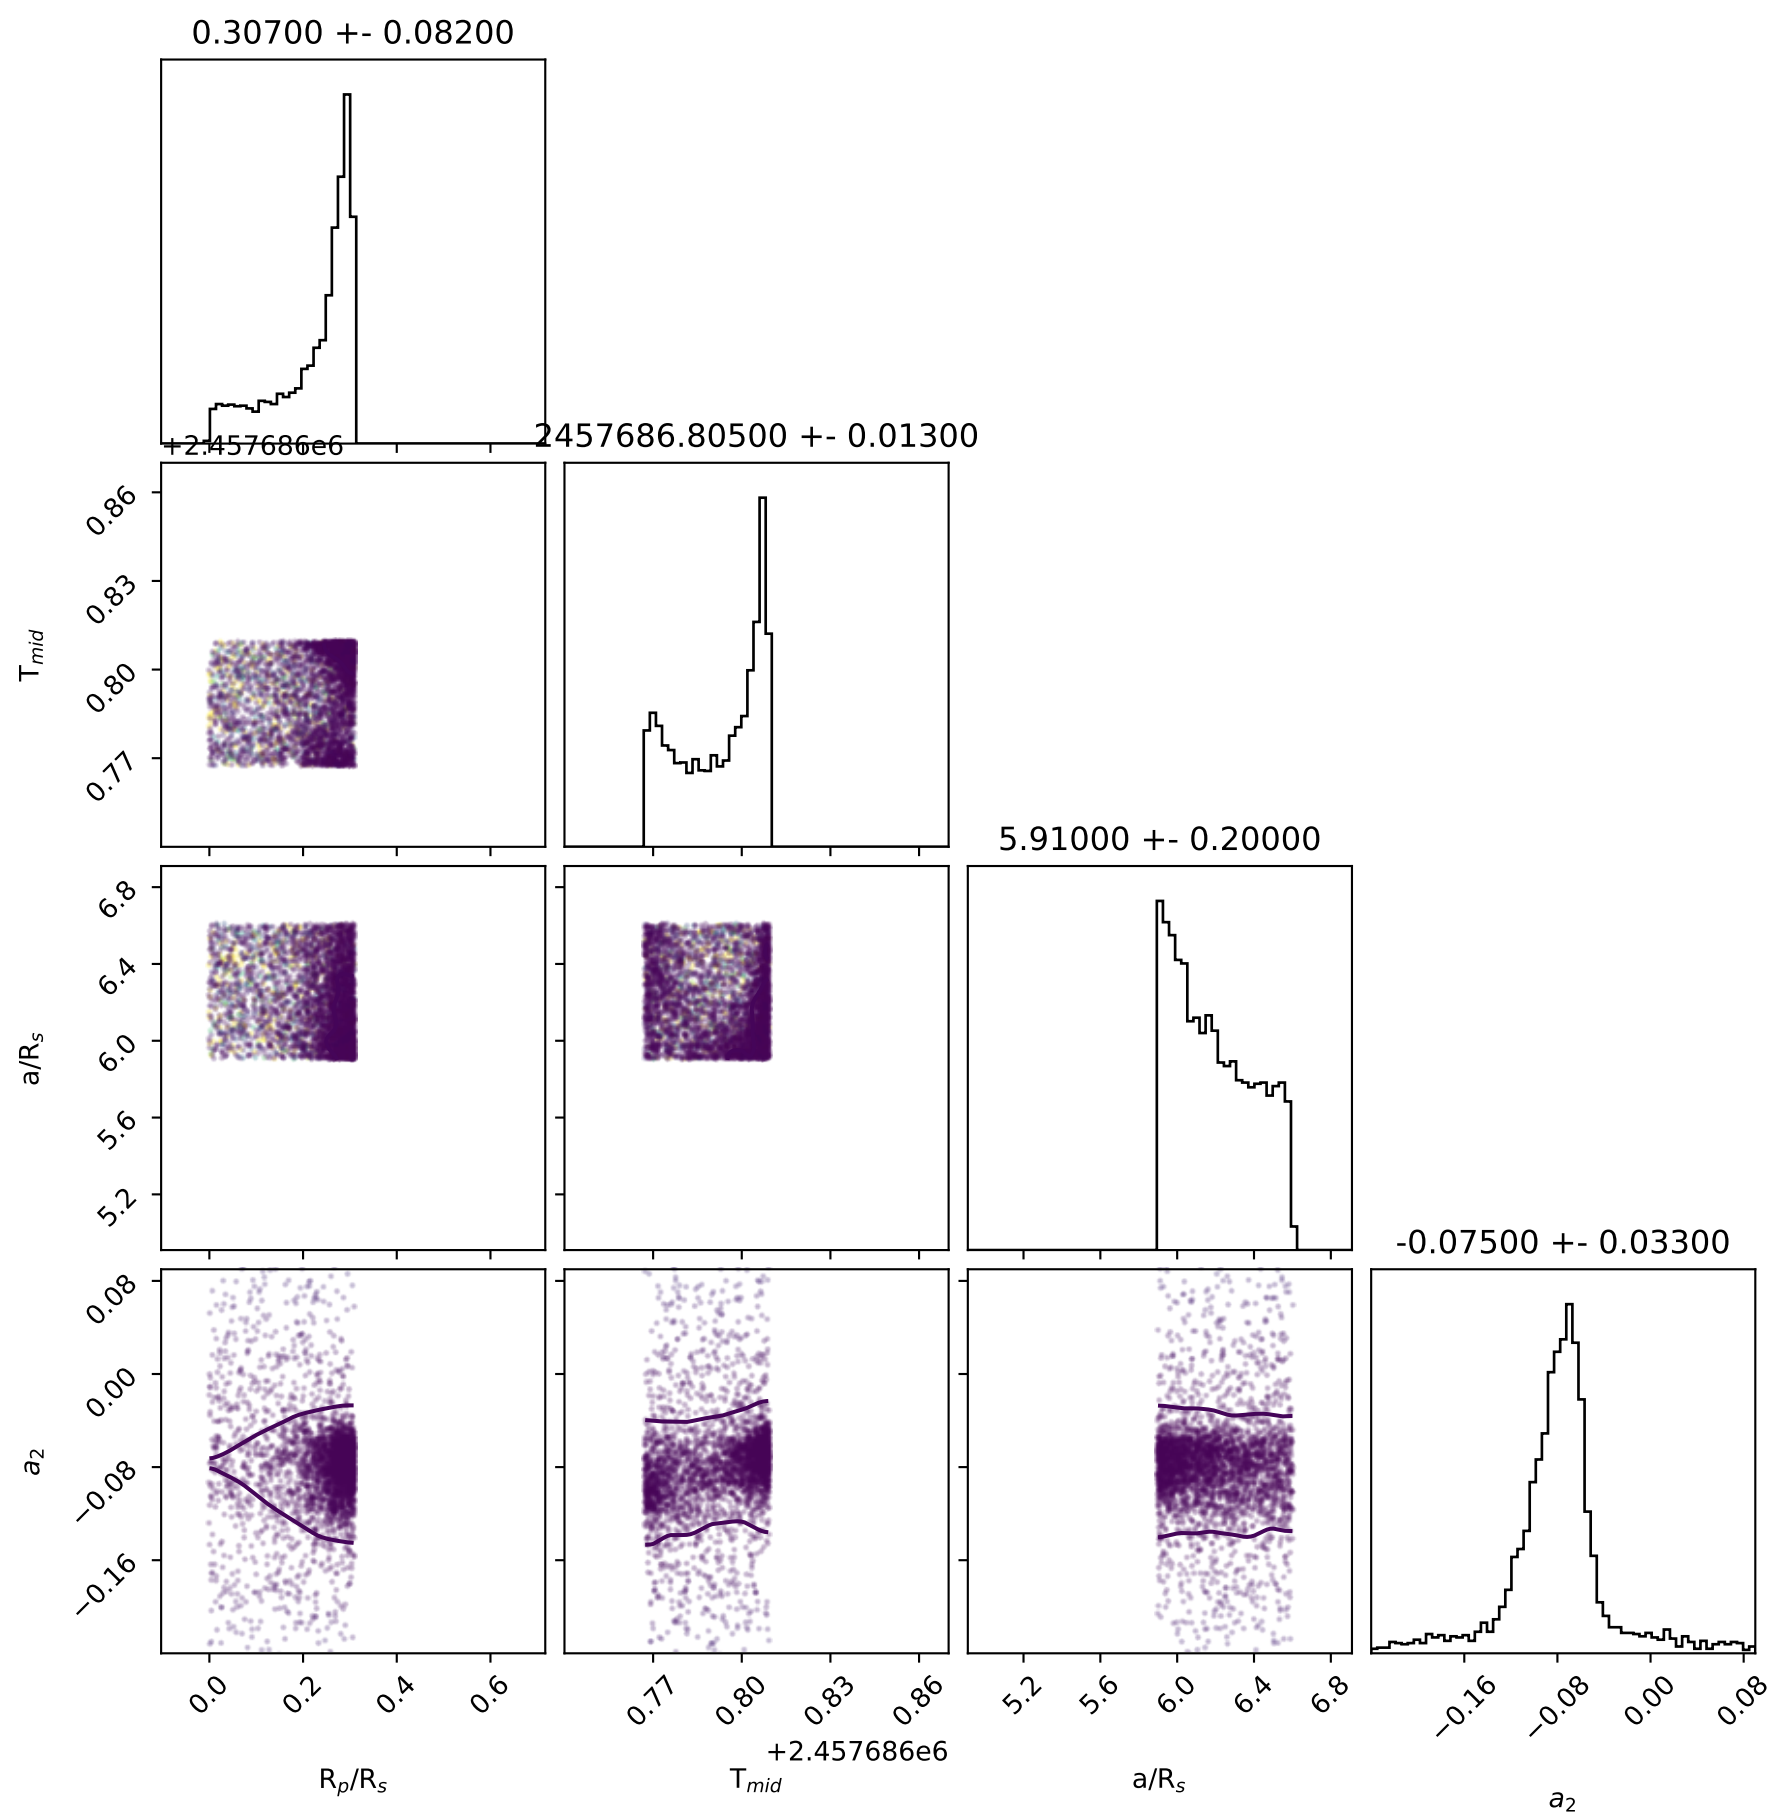 0.30700 +- 0.08200
+2.457686e6
2457686.80500 +- 0.01300
0.86
0.83
0.80
0.77
T_mid
5.91000 +- 0.20000
6.8
6.4
6.0
5.6
5.2
a/R_s
-0.07500 +- 0.03300
0.08
0.00
−0.08
−0.16
a_2
0.0 0.2 0.4 0.6
0.77 0.80 0.83 0.86
5.2 5.6 6.0 6.4 6.8
−0.16 −0.08 0.00 0.08
+2.457686e6
R_p/R_s
T_mid
a/R_s
a_2